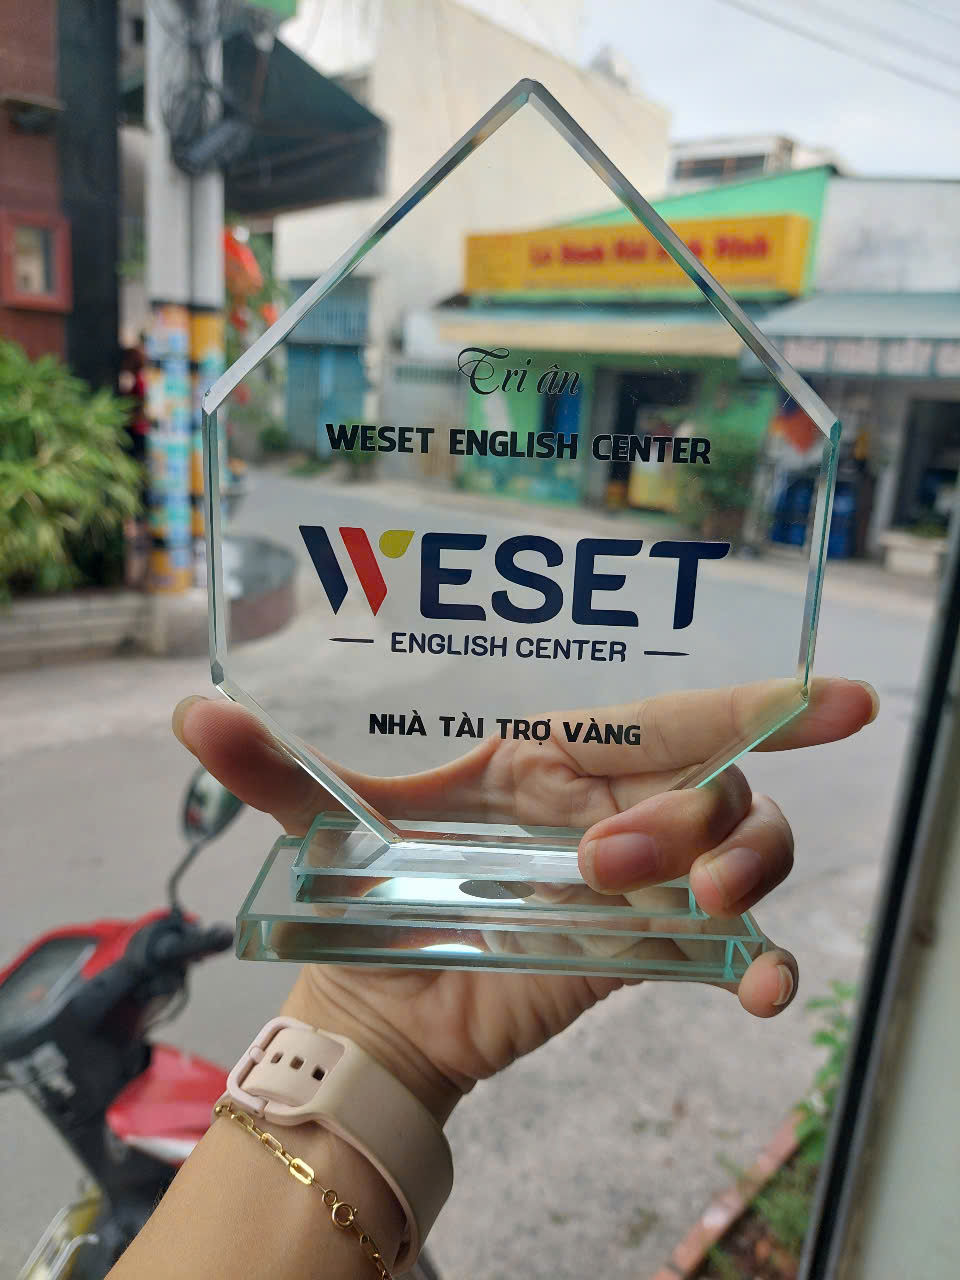 Tri ân
WESET ENGLISH CENTER
WESET
ENGLISH CENTER
NHÀ TÀI TRỢ VÀNG